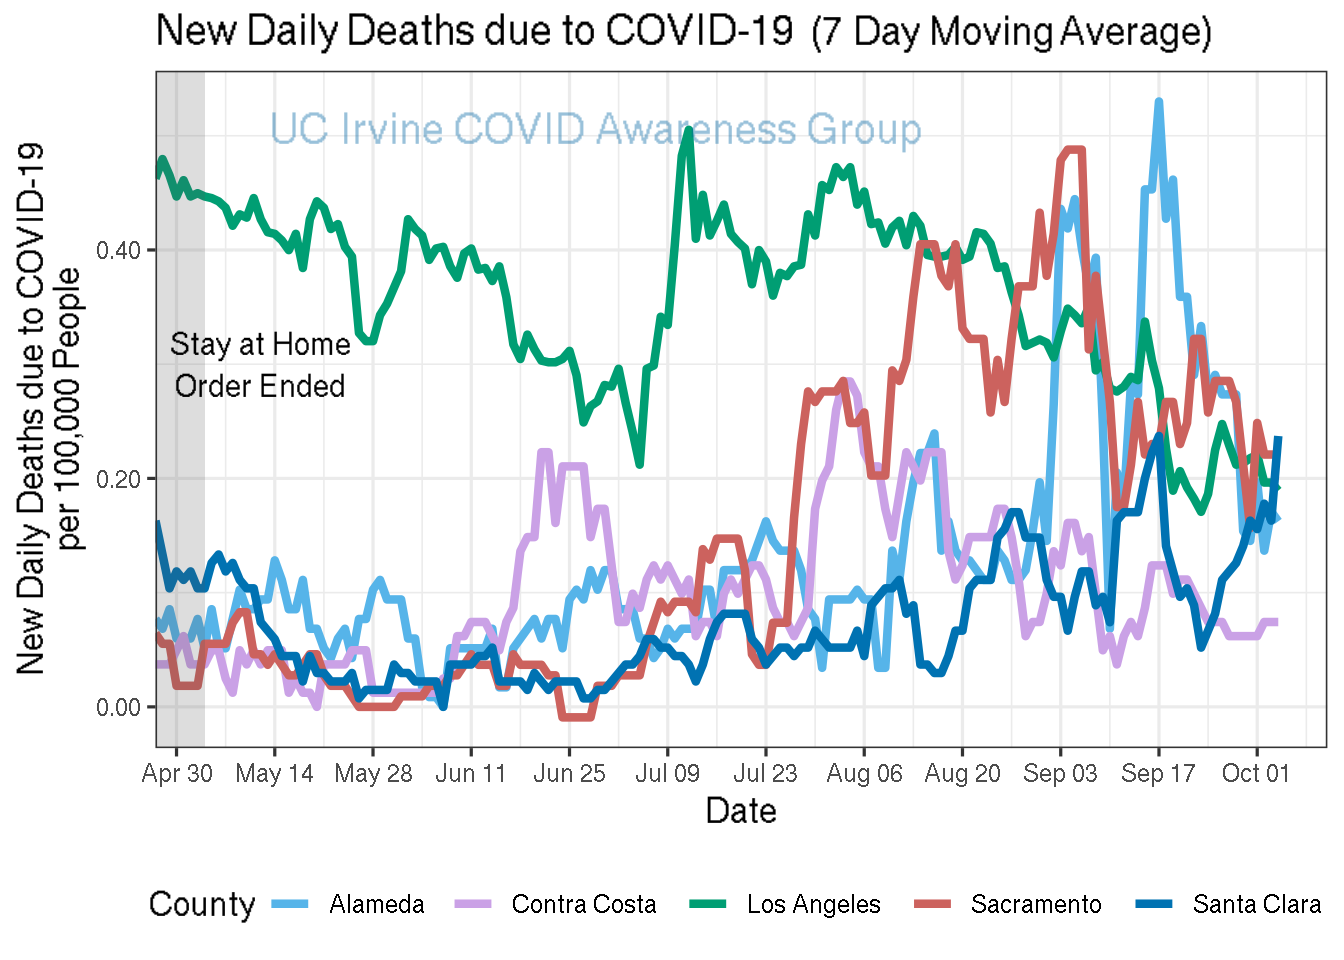 New Daily Deaths due to COVID-19 (7 Day Moving Average)
UC Irvine COVID Awareness Group
New Daily Deaths due to COVID-19
per 100,000 People
0.40
0.20
0.00
Stay at Home
Order Ended
Apr 30 May 14 May 28 Jun 11 Jun 25 Jul 09 Jul 23 Aug 06 Aug 20 Sep 03 Sep 17 Oct 01
Date
County Alameda Contra Costa Los Angeles Sacramento Santa Clara